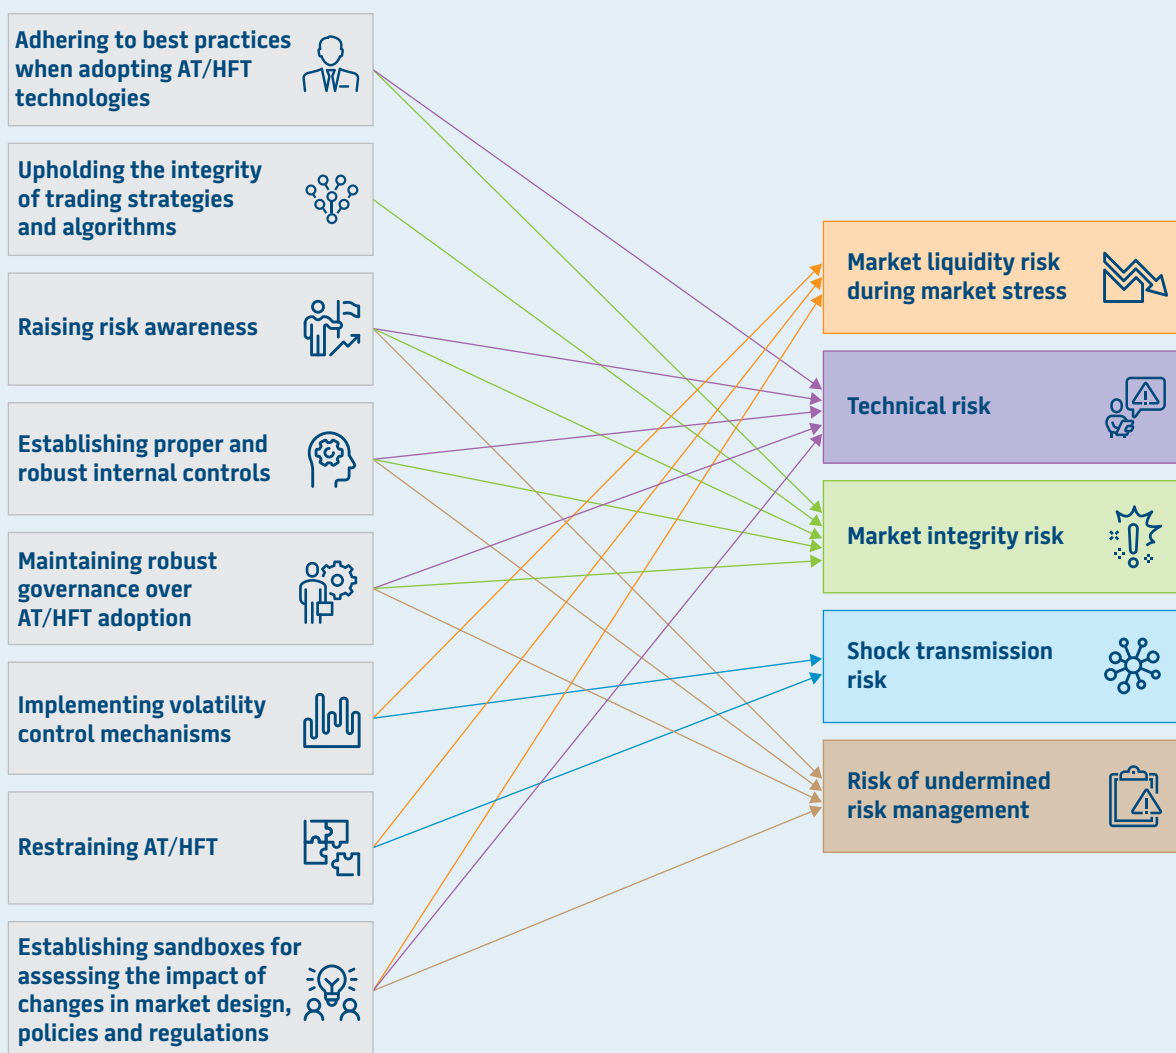 Adhering to best practices
when adopting AT/HFT
technologies
Upholding the integrity
of trading strategies
and algorithms
Raising risk awareness
Establishing proper and
robust internal controls
Maintaining robust
governance over
AT/HFT adoption
Implementing volatility
control mechanisms
Restraining AT/HFT
Establishing sandboxes for
assessing the impact of
changes in market design,
policies and regulations
Market liquidity risk
during market stress
Technical risk
Market integrity risk
Shock transmission
risk
Risk of undermined
risk management